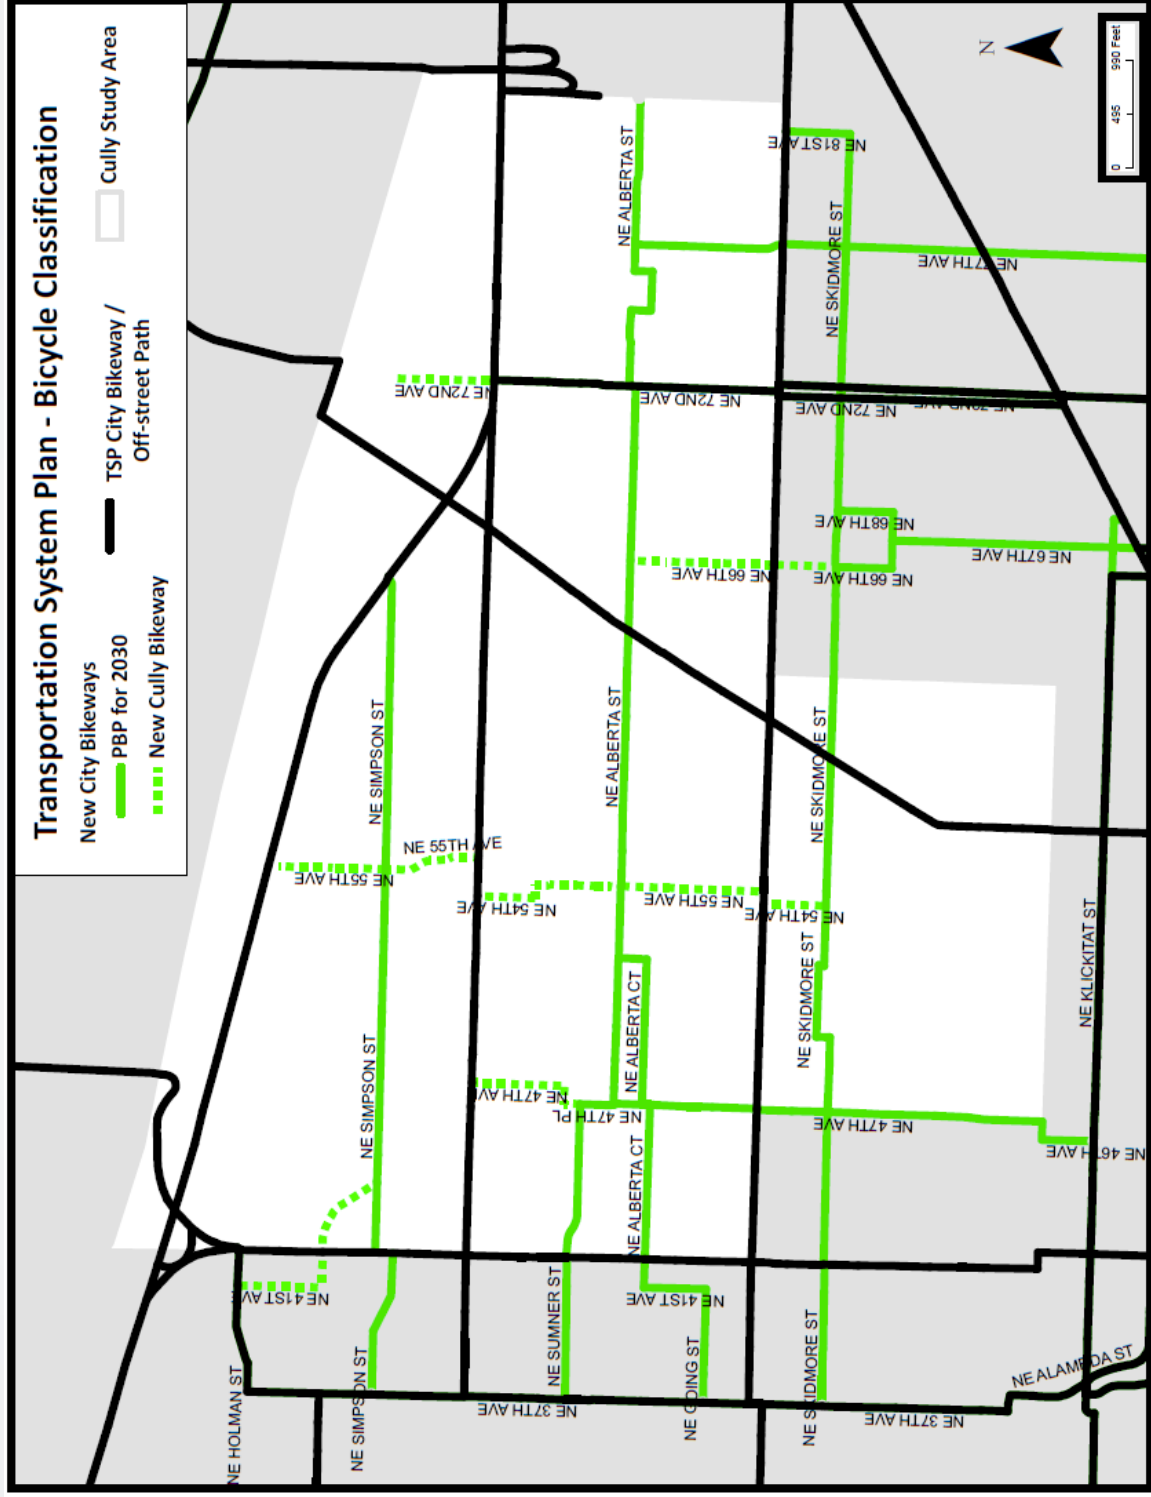 Transportation System Plan - Bicycle Classification
New City Bikeways
PBP for 2030
New Cully Bikeway
TSP City Bikeway /
Off-street Path
Cully Study Area
N
0 495 990 Feet
NE ALBERTA ST
NE 81ST AVE
NE SKIDMORE ST
NE 77TH AVE
NE 72ND AVE
NE 72ND AVE
NE 72ND AVE
NE 72ND AVE
NE 68TH AVE
NE 67TH AVE
NE 66TH AVE
NE 66TH AVE
NE SIMPSON ST
NE ALBERTA ST
NE SKIDMORE ST
NE 55TH AVE
NE 55TH AVE
NE 54TH AVE
NE 55TH AVE
NE 54TH AVE
NE SKIDMORE ST
NE KLICKITAT ST
NE SIMPSON ST
NE ALBERTA CT
NE 47TH AVE
NE 47TH PL
NE 47TH AVE
NE 46TH AVE
NE ALBERTA CT
NE 41ST AVE
NE SUMNER ST
NE 41ST AVE
NE HOLMAN ST
NE SIMPSON ST
NE GOING ST
NE SKIDMORE ST
NE ALAMEDA ST
NE 37TH AVE
NE 37TH AVE